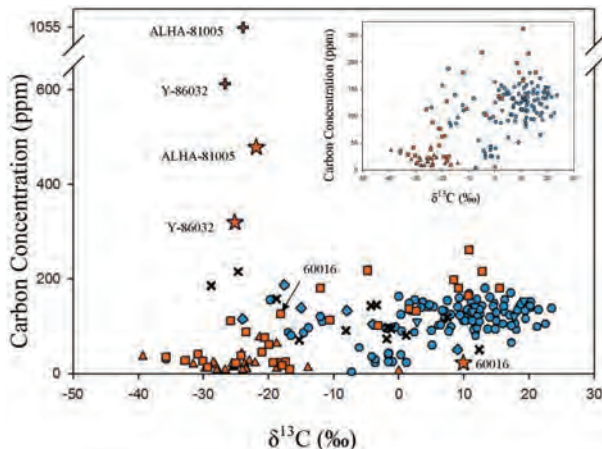 1055
ALHA-81005
Y-86032
600
ALHA-81005
400
Y-86032
200
60016
0
60016
-50 -40 -30 -20 -10 0 10 20 30
δ¹³C (‰)
Carbon Concentration (ppm)
Carbon Concentration (ppm)
δ¹³C (‰)